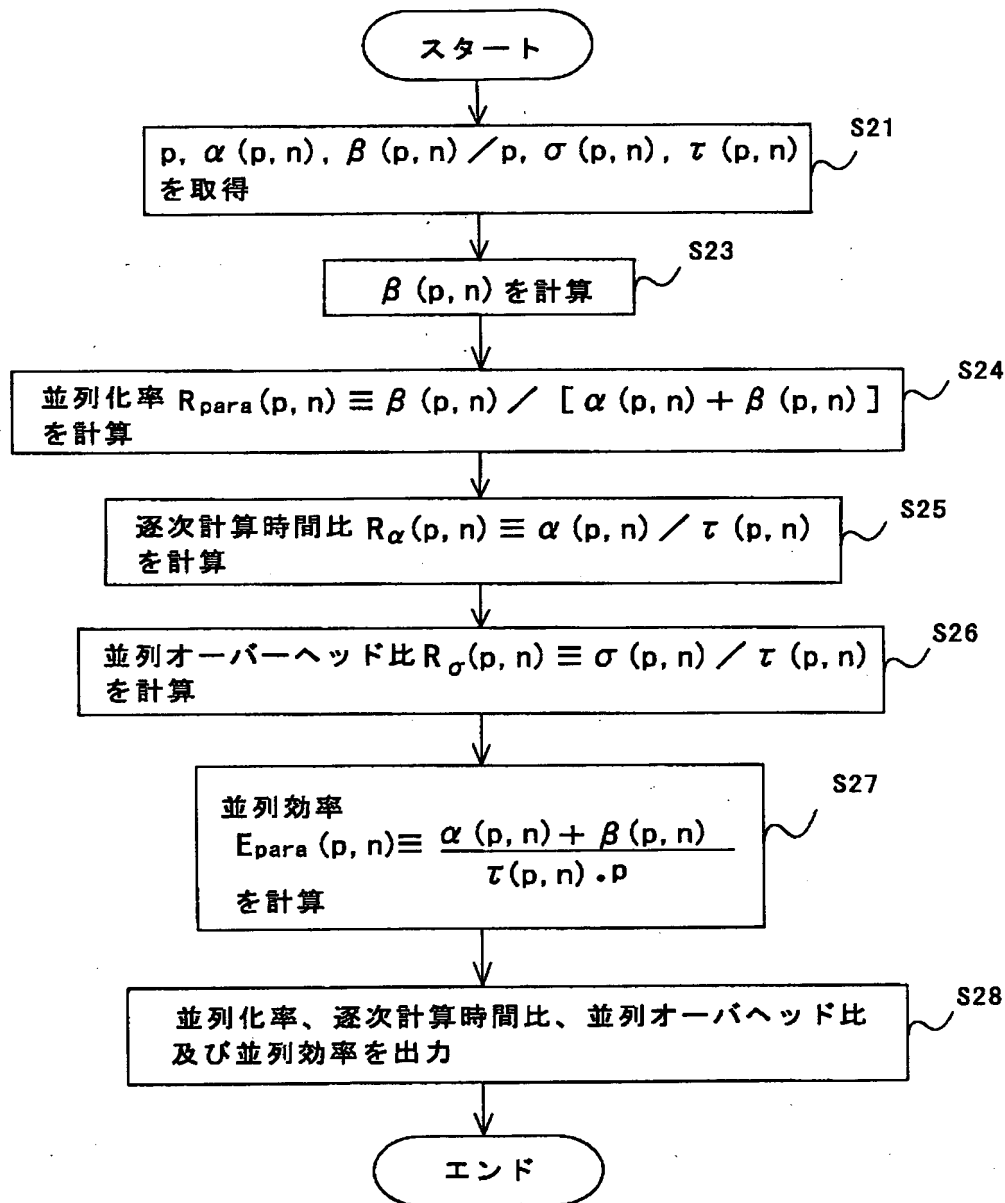 スタート
S21
p, α(p,n), β(p,n)／p, σ(p,n), τ(p,n)
を取得
S23
β(p,n)を計算
S24
並列化率 Rpara(p,n)≡β(p,n)／[α(p,n)+β(p,n)]
を計算
S25
逐次計算時間比 Rα(p,n)≡α(p,n)／τ(p,n)
を計算
S26
並列オーバーヘッド比 Rσ(p,n)≡σ(p,n)／τ(p,n)
を計算
S27
並列効率
Epara(p,n)≡ α(p,n)+β(p,n)
τ(p,n)・p
を計算
S28
並列化率、逐次計算時間比、並列オーバヘッド比
及び並列効率を出力
エンド